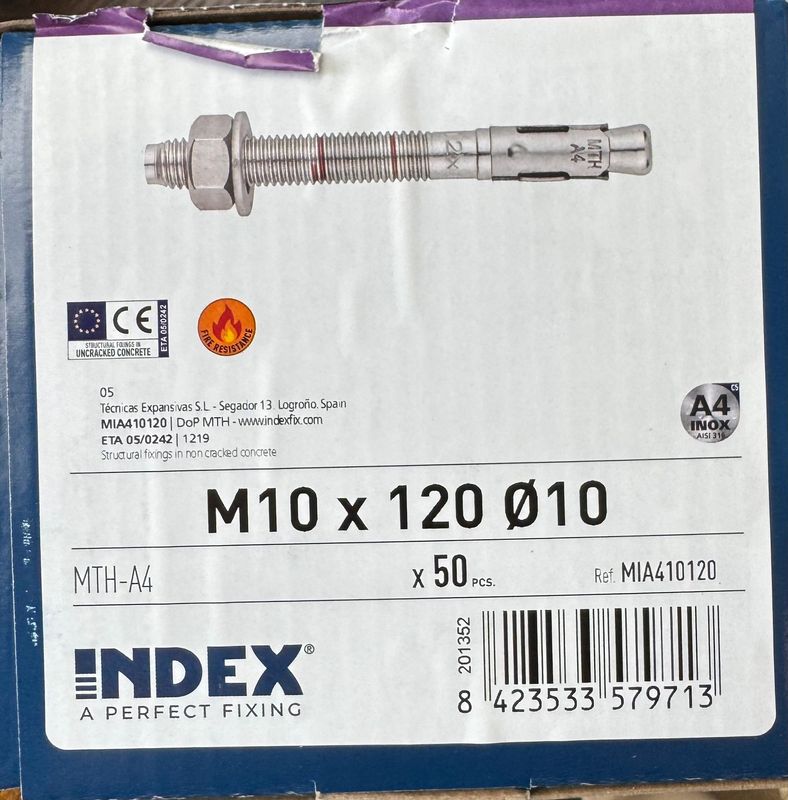 2x
MTH
A4
CE
STRUCTURAL FIXINGS IN
UNCRACKED CONCRETE
ETA 05/0242
FIRE RESISTANCE
05
Técnicas Expansivas S.L - Segador 13. Logroño. Spain
MIA410120 | DoP MTH - www.indexfix.com
ETA 05/0242 | 1219
Structural fixings in non cracked concrete
C5
A4
INOX
AISI 316
M10 x 120 Ø10
MTH-A4 x 50 PCS. Ref. MIA410120
INDEX®
A PERFECT FIXING
201352
8 423533 579713